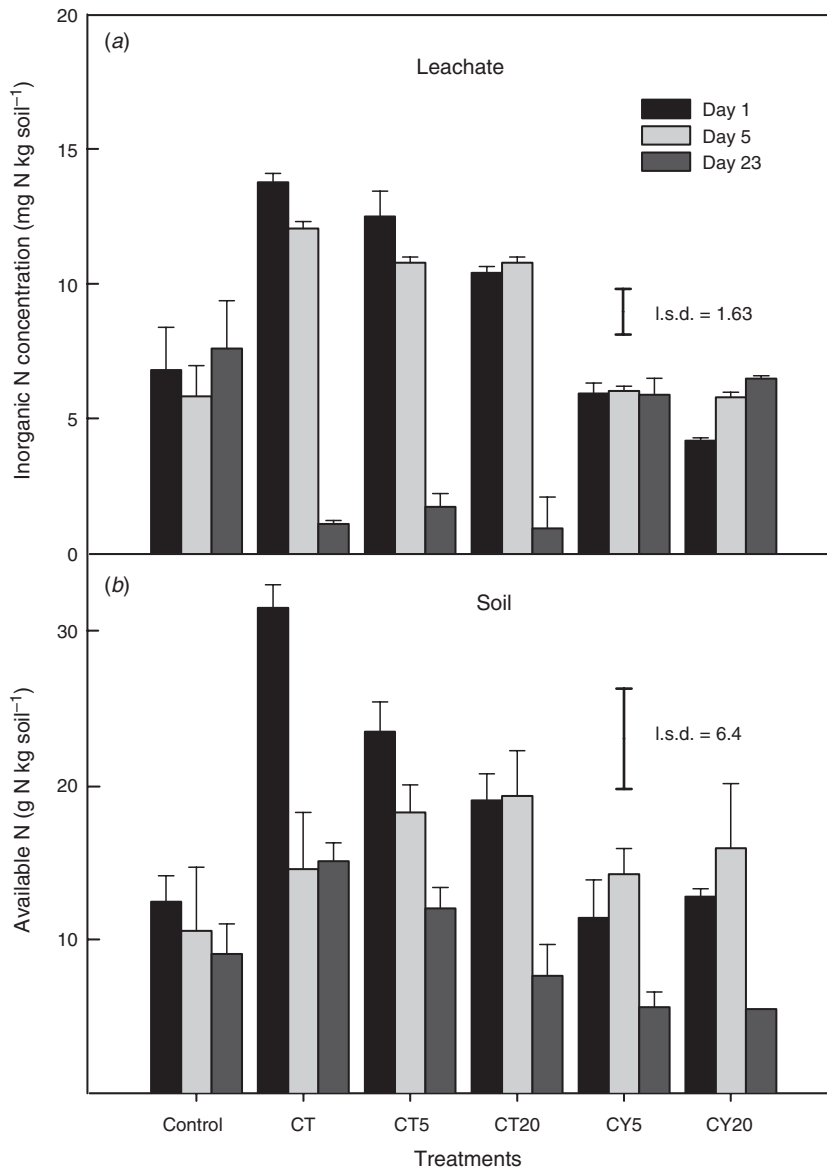 (a)
Leachate
Day 1
Day 5
Day 23
l.s.d. = 1.63
Inorganic N concentration (mg N kg soil⁻¹)
20
15
10
5
0
(b)
Soil
l.s.d. = 6.4
Available N (g N kg soil⁻¹)
30
20
10
Control CT CT5 CT20 CY5 CY20
Treatments